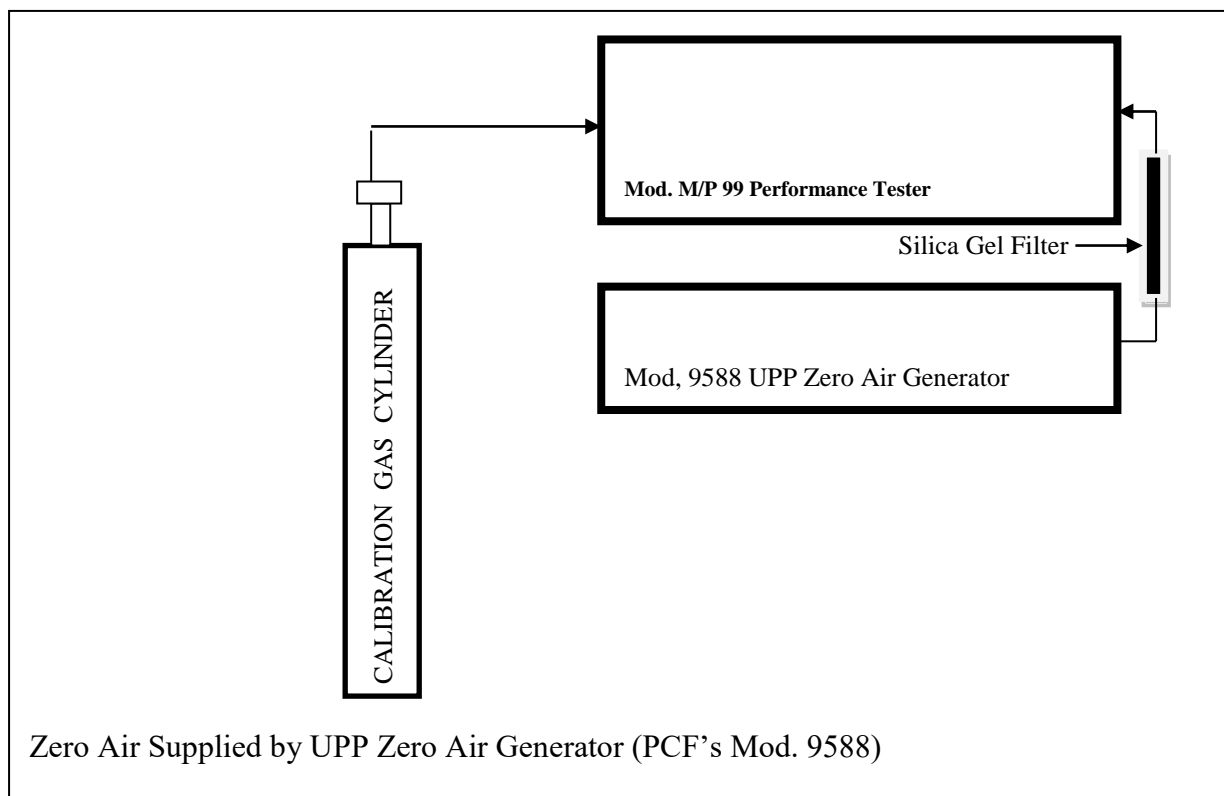 Mod. M/P 99 Performance Tester
Silica Gel Filter
Mod, 9588 UPP Zero Air Generator
CALIBRATION GAS CYLINDER
Zero Air Supplied by UPP Zero Air Generator (PCF’s Mod. 9588)